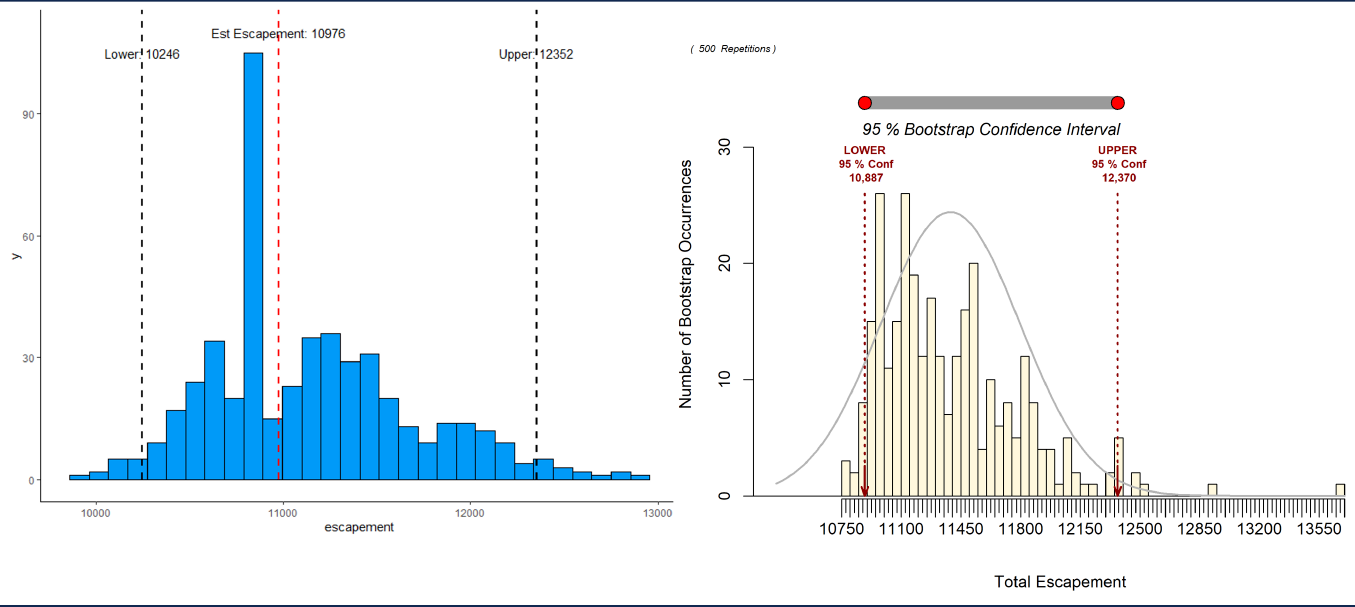 Est Escapement: 10976
Lower: 10246
Upper: 12352
y
90
60
30
0
10000
11000
12000
13000
escapement
( 500 Repetitions )
95 % Bootstrap Confidence Interval
LOWER
95 % Conf
10,887
UPPER
95 % Conf
12,370
Number of Bootstrap Occurrences
30
20
10
0
10750 11100 11450 11800 12150 12500 12850 13200 13550
Total Escapement